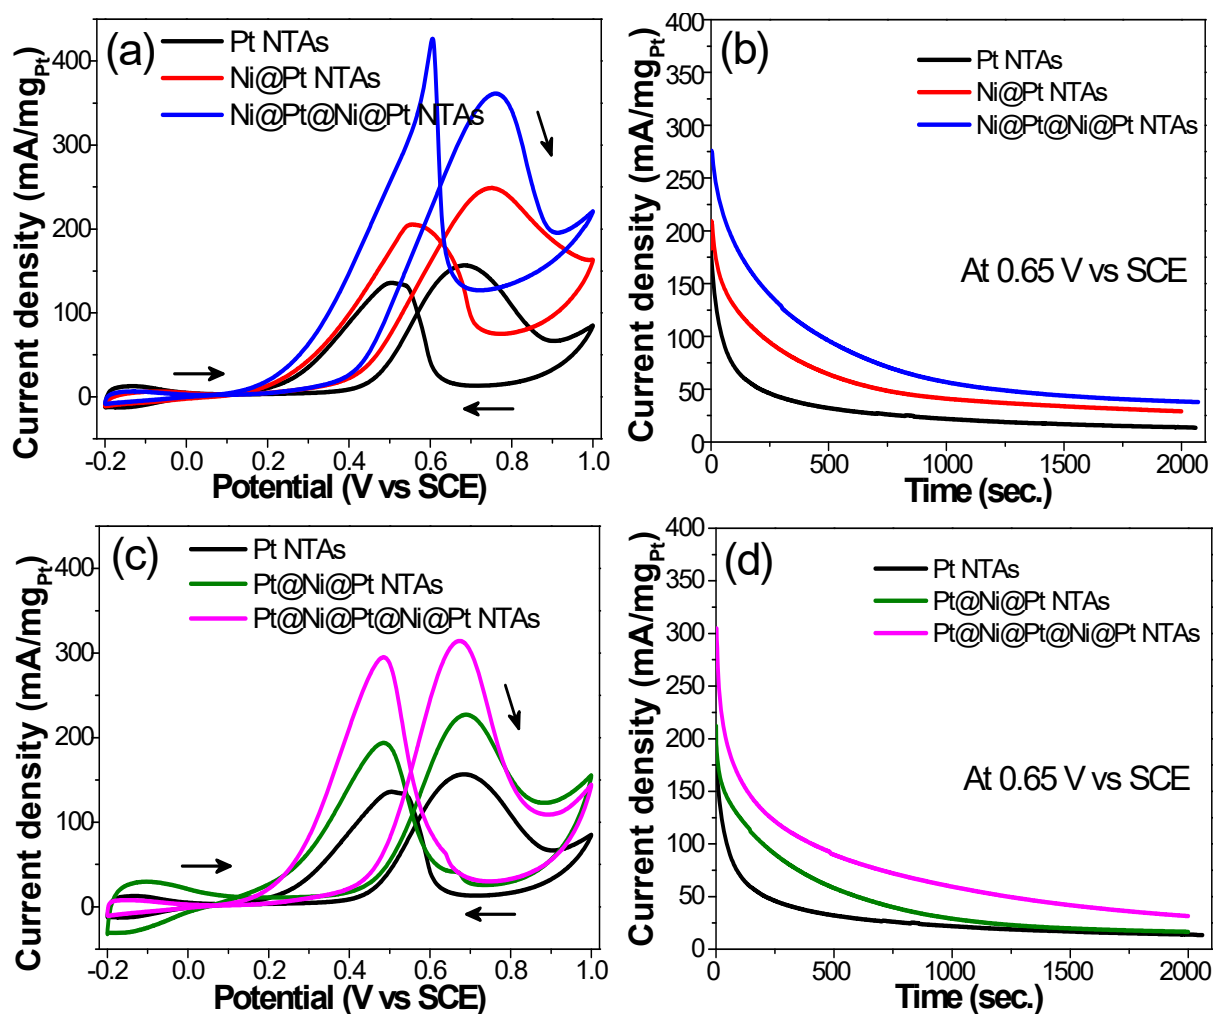 (a)
Pt NTAs
Ni@Pt NTAs
Ni@Pt@Ni@Pt NTAs
Current density (mA/mgPt)
400
300
200
100
0
-0.2 0.0 0.2 0.4 0.6 0.8 1.0
Potential (V vs SCE)
(b)
Pt NTAs
Ni@Pt NTAs
Ni@Pt@Ni@Pt NTAs
At 0.65 V vs SCE
Current density (mA/mgPt)
400
350
300
250
200
150
100
50
0
0 500 1000 1500 2000
Time (sec.)
(c)
Pt NTAs
Pt@Ni@Pt NTAs
Pt@Ni@Pt@Ni@Pt NTAs
Current density (mA/mgPt)
400
300
200
100
0
-0.2 0.0 0.2 0.4 0.6 0.8 1.0
Potential (V vs SCE)
(d)
Pt NTAs
Pt@Ni@Pt NTAs
Pt@Ni@Pt@Ni@Pt NTAs
At 0.65 V vs SCE
Current density (mA/mgPt)
400
350
300
250
200
150
100
50
0
0 500 1000 1500 2000
Time (sec.)